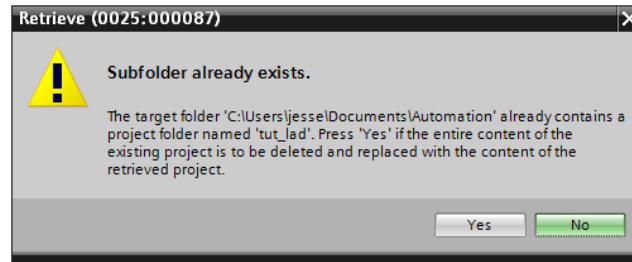 Retrieve (0025:000087)
Subfolder already exists.
The target folder 'C:\Users\jesse\Documents\Automation' already contains a
project folder named 'tut_lad'. Press 'Yes' if the entire content of the
existing project is to be deleted and replaced with the content of the
retrieved project.
Yes No